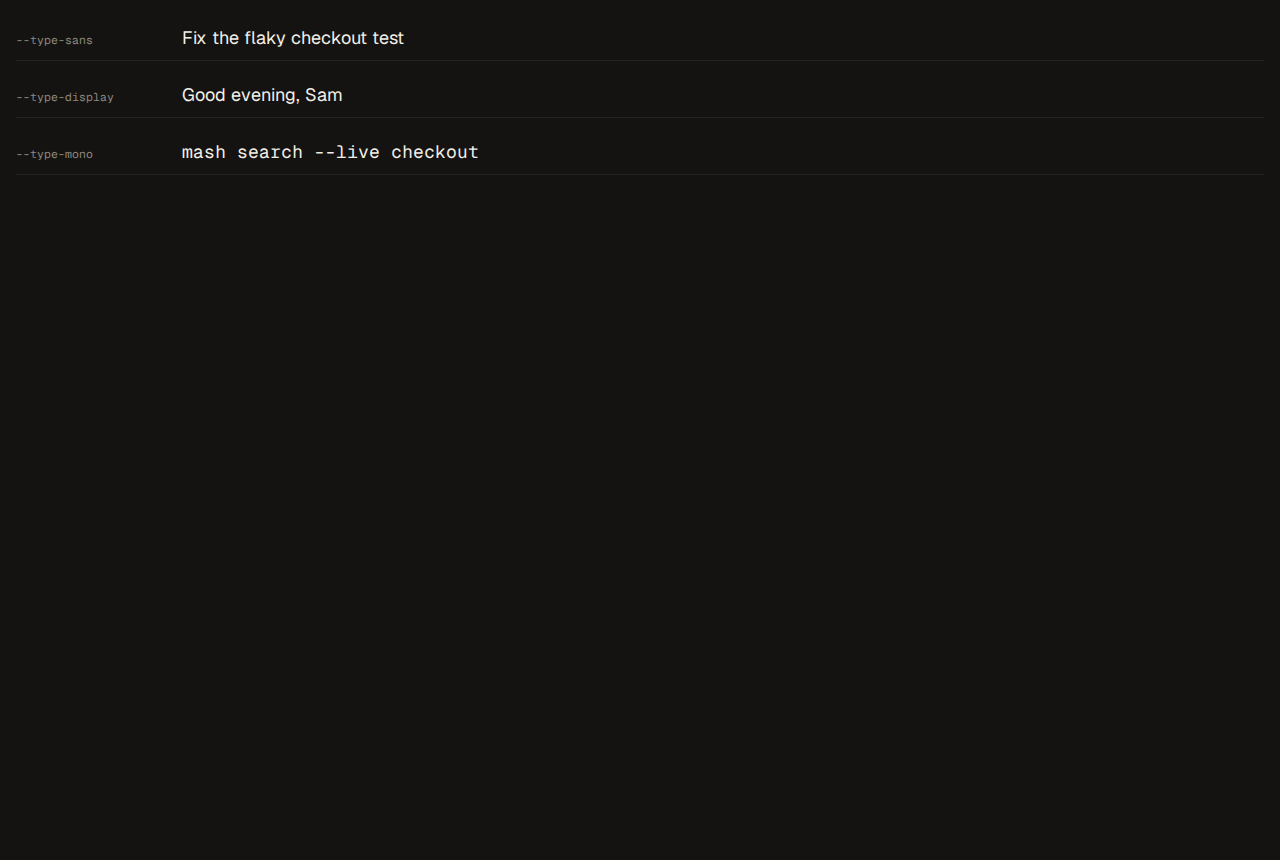 --type-sans Fix the flaky checkout test
--type-display Good evening, Sam
--type-mono mash search --live checkout